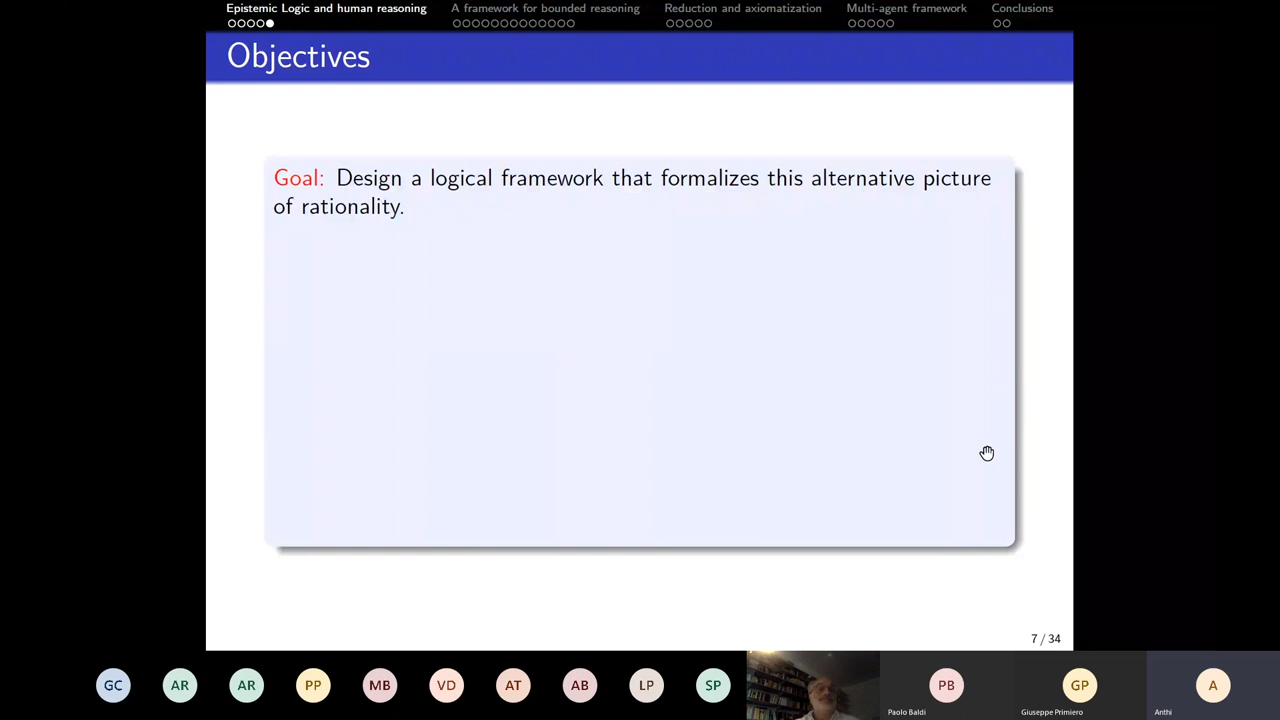 Epistemic Logic and human reasoning A framework for bounded reasoning Reduction and axiomatization Multi-agent framework Conclusions
Objectives
Goal: Design a logical framework that formalizes this alternative picture
of rationality.
7 / 34
GC AR AR PP MB VD AT AB LP SP PB GP A
Paolo Baldi Giuseppe Primiero Anthi